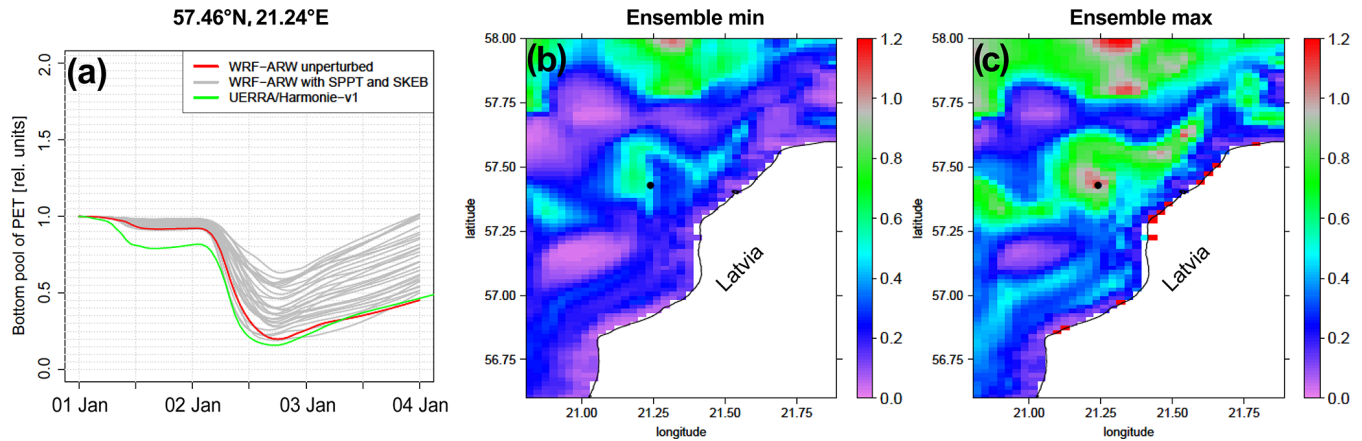 57.46°N, 21.24°E
(a)
Bottom pool of PET [rel. units]
2.0
1.5
1.0
0.5
0.0
WRF−ARW unperturbed
WRF−ARW with SPPT and SKEB
UERRA/Harmonie−v1
01 Jan
02 Jan
03 Jan
04 Jan
Ensemble min
(b)
latitude
58.00
57.75
57.50
57.25
57.00
56.75
Latvia
21.00
21.25
21.50
21.75
longitude
1.2
1.0
0.8
0.6
0.4
0.2
0.0
Ensemble max
(c)
latitude
58.00
57.75
57.50
57.25
57.00
56.75
Latvia
21.00
21.25
21.50
21.75
longitude
1.2
1.0
0.8
0.6
0.4
0.2
0.0